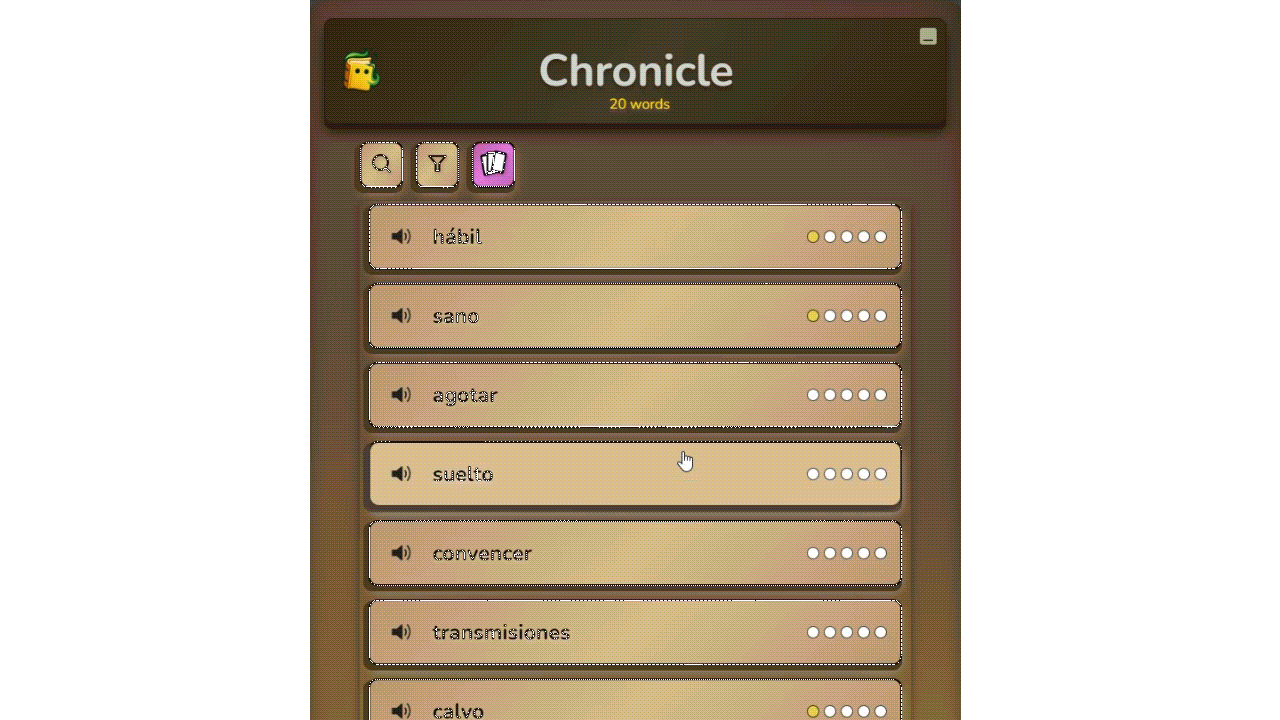 Chronicle
20 words
hábil
sano
agotar
suelto
convencer
transmisiones
calvo